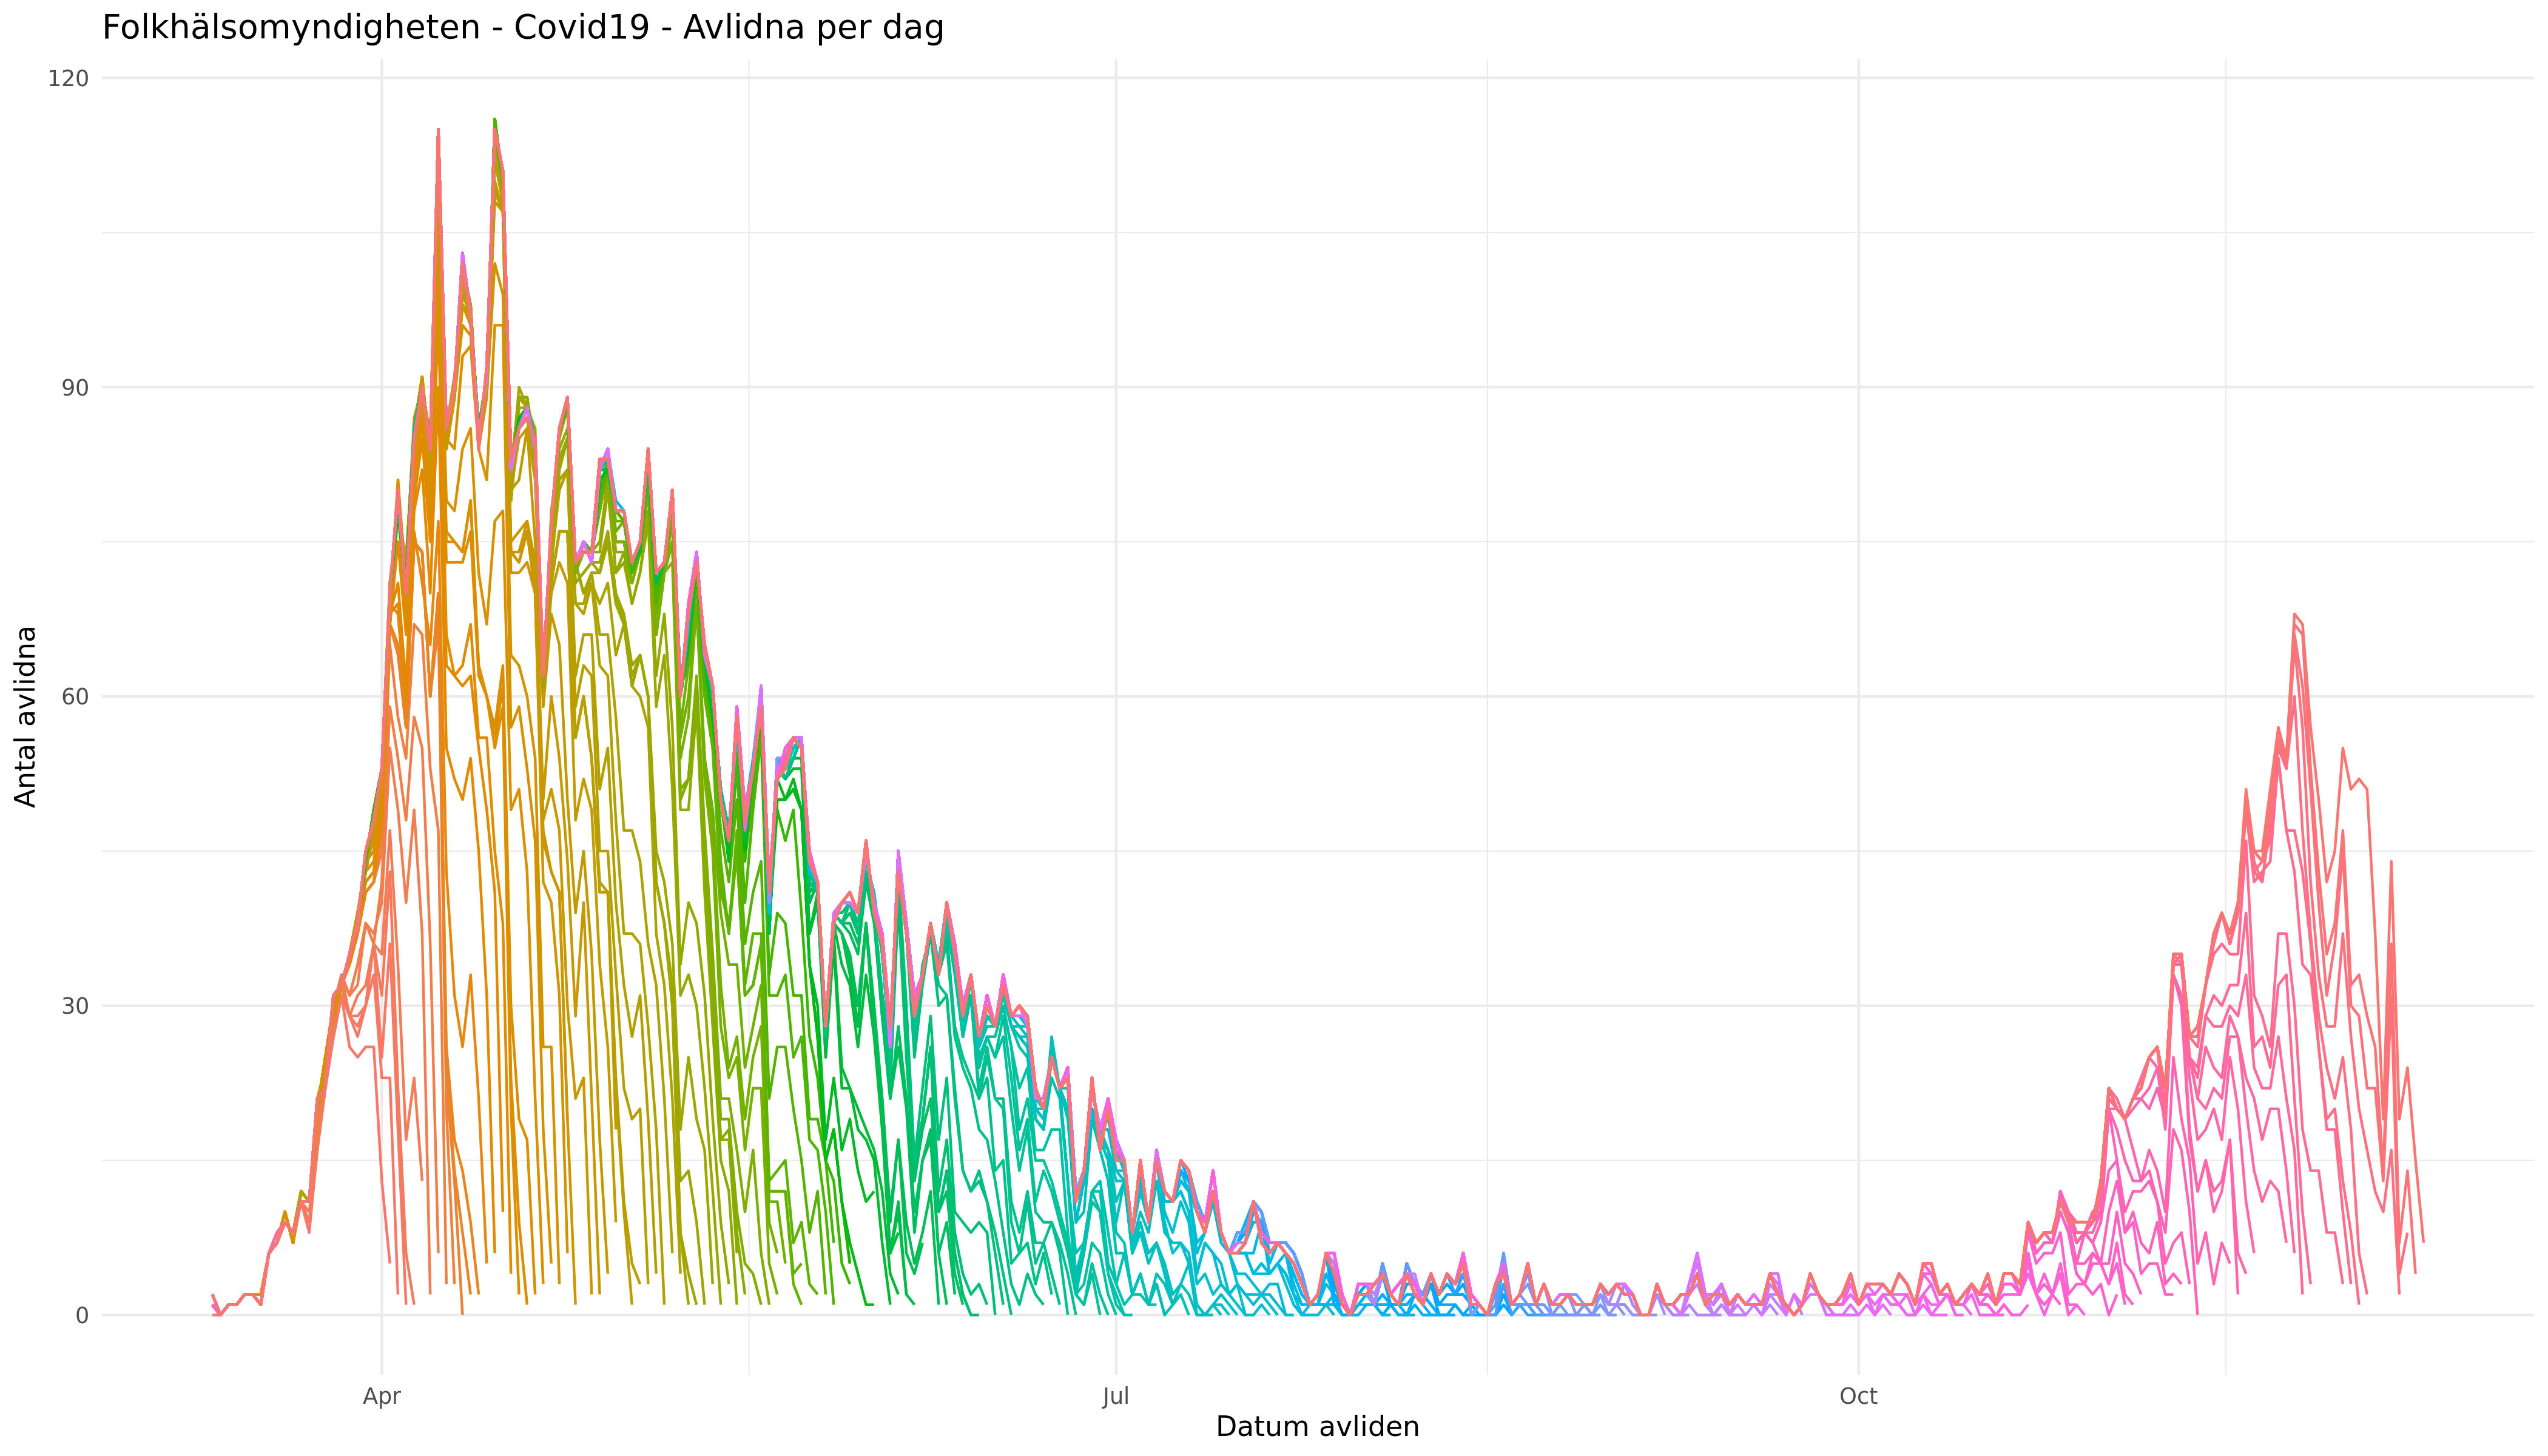 Folkhälsomyndigheten - Covid19 - Avlidna per dag
120
90
60
30
0
Antal avlidna
Apr
Jul
Oct
Datum avliden